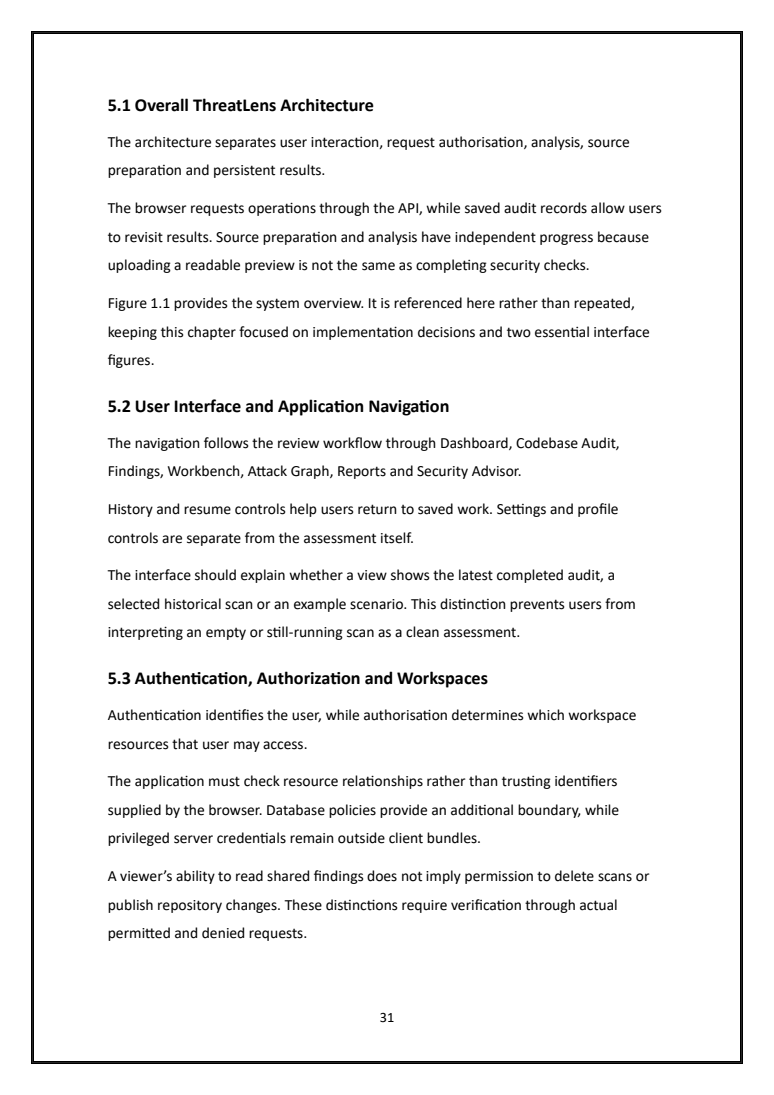 5.1 Overall ThreatLens Architecture
The architecture separates user interaction, request authorisation, analysis, source
preparation and persistent results.
The browser requests operations through the API, while saved audit records allow users
to revisit results. Source preparation and analysis have independent progress because
uploading a readable preview is not the same as completing security checks.
Figure 1.1 provides the system overview. It is referenced here rather than repeated,
keeping this chapter focused on implementation decisions and two essential interface
figures.
5.2 User Interface and Application Navigation
The navigation follows the review workflow through Dashboard, Codebase Audit,
Findings, Workbench, Attack Graph, Reports and Security Advisor.
History and resume controls help users return to saved work. Settings and profile
controls are separate from the assessment itself.
The interface should explain whether a view shows the latest completed audit, a
selected historical scan or an example scenario. This distinction prevents users from
interpreting an empty or still-running scan as a clean assessment.
5.3 Authentication, Authorization and Workspaces
Authentication identifies the user, while authorisation determines which workspace
resources that user may access.
The application must check resource relationships rather than trusting identifiers
supplied by the browser. Database policies provide an additional boundary, while
privileged server credentials remain outside client bundles.
A viewer’s ability to read shared findings does not imply permission to delete scans or
publish repository changes. These distinctions require verification through actual
permitted and denied requests.
31